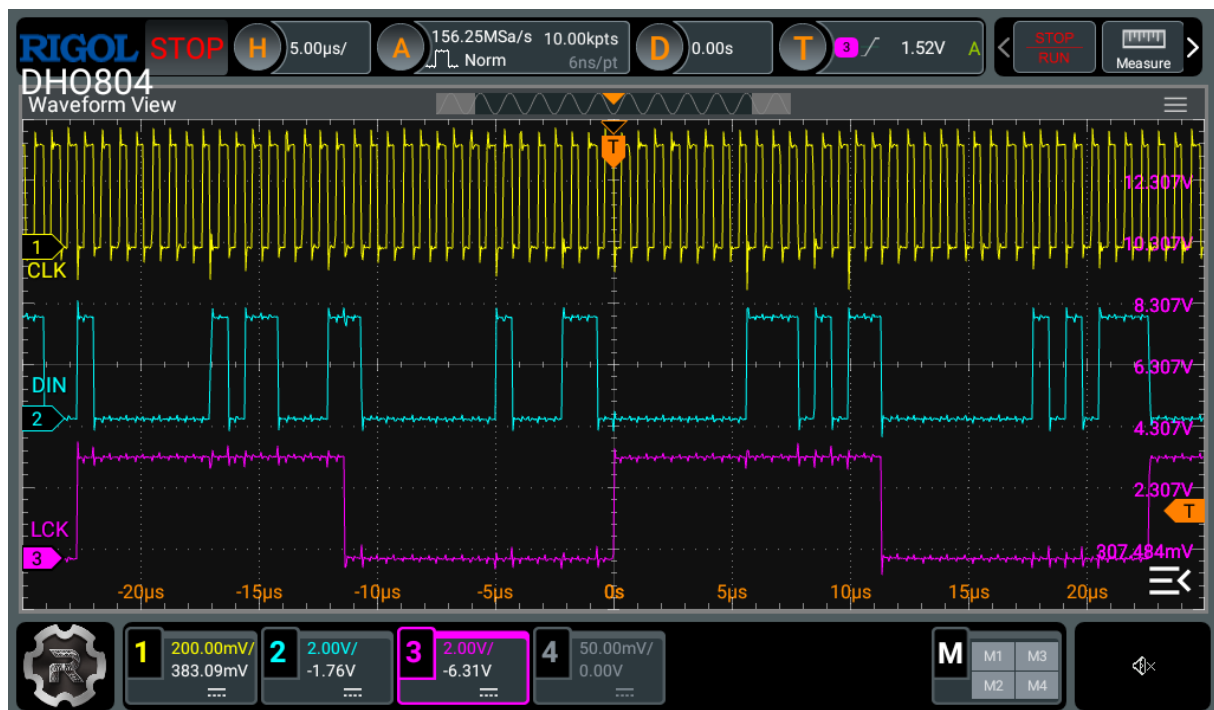 RIGOL STOP H 5.00µs/ A 156.25MSa/s 10.00kpts D 0.00s T 3 1.52V A STOP
Norm 6ns/pt RUN Measure
DHO804
Waveform View
T
12.307V
1 10.307V
CLK
8.307V
DIN 6.307V
2 4.307V
2.307V
T
LCK
3 307.484mV
-20µs -15µs -10µs -5µs 0s 5µs 10µs 15µs 20µs
1 200.00mV/ 2 2.00V/ 3 2.00V/ 4 50.00mV/ M M1 M3
383.09mV -1.76V -6.31V 0.00V M2 M4
R